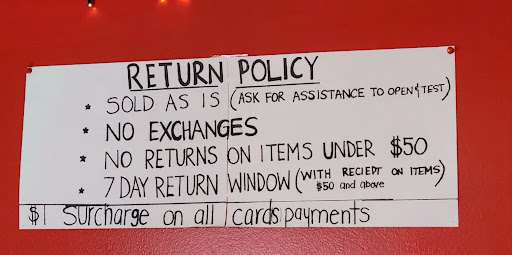 RETURN POLICY
* SOLD AS IS (ASK FOR ASSISTANCE TO OPEN & TEST)
* NO EXCHANGES
* NO RETURNS ON ITEMS UNDER $50
* 7 DAY RETURN WINDOW (WITH RECIEPT ON ITEMS
$50 and above)
$1 Surcharge on all cards payments